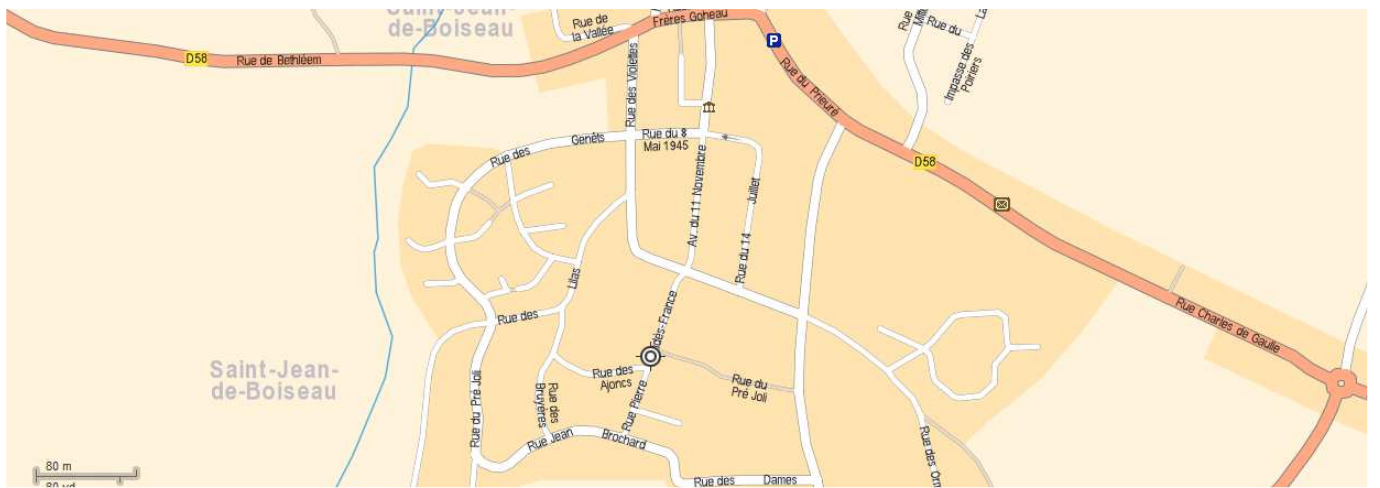 Saint-Jean-
de-Boiseau
Rue de
la Vallée
Frères Goheau
P
Rue du
Impasse des
Poiriers
D58
Rue de Bethléem
Rue des Violettes
Rue du Prieuré
Rue des
Genêts
Rue du 8
Mai 1945
Av. du 11 Novembre
Rue du 14
Juillet
D58
Rue des
Lilas
Rue Charles de Gaulle
Saint-Jean-
de-Boiseau
Rue du Pré Joli
Rue des
Bruyères
Rue des
Ajoncs
Rue Pierre
dès-France
Rue du
Pré Joli
Rue Jean
Brochard
Rue des
Dames
Rue des
80 m
80 yd